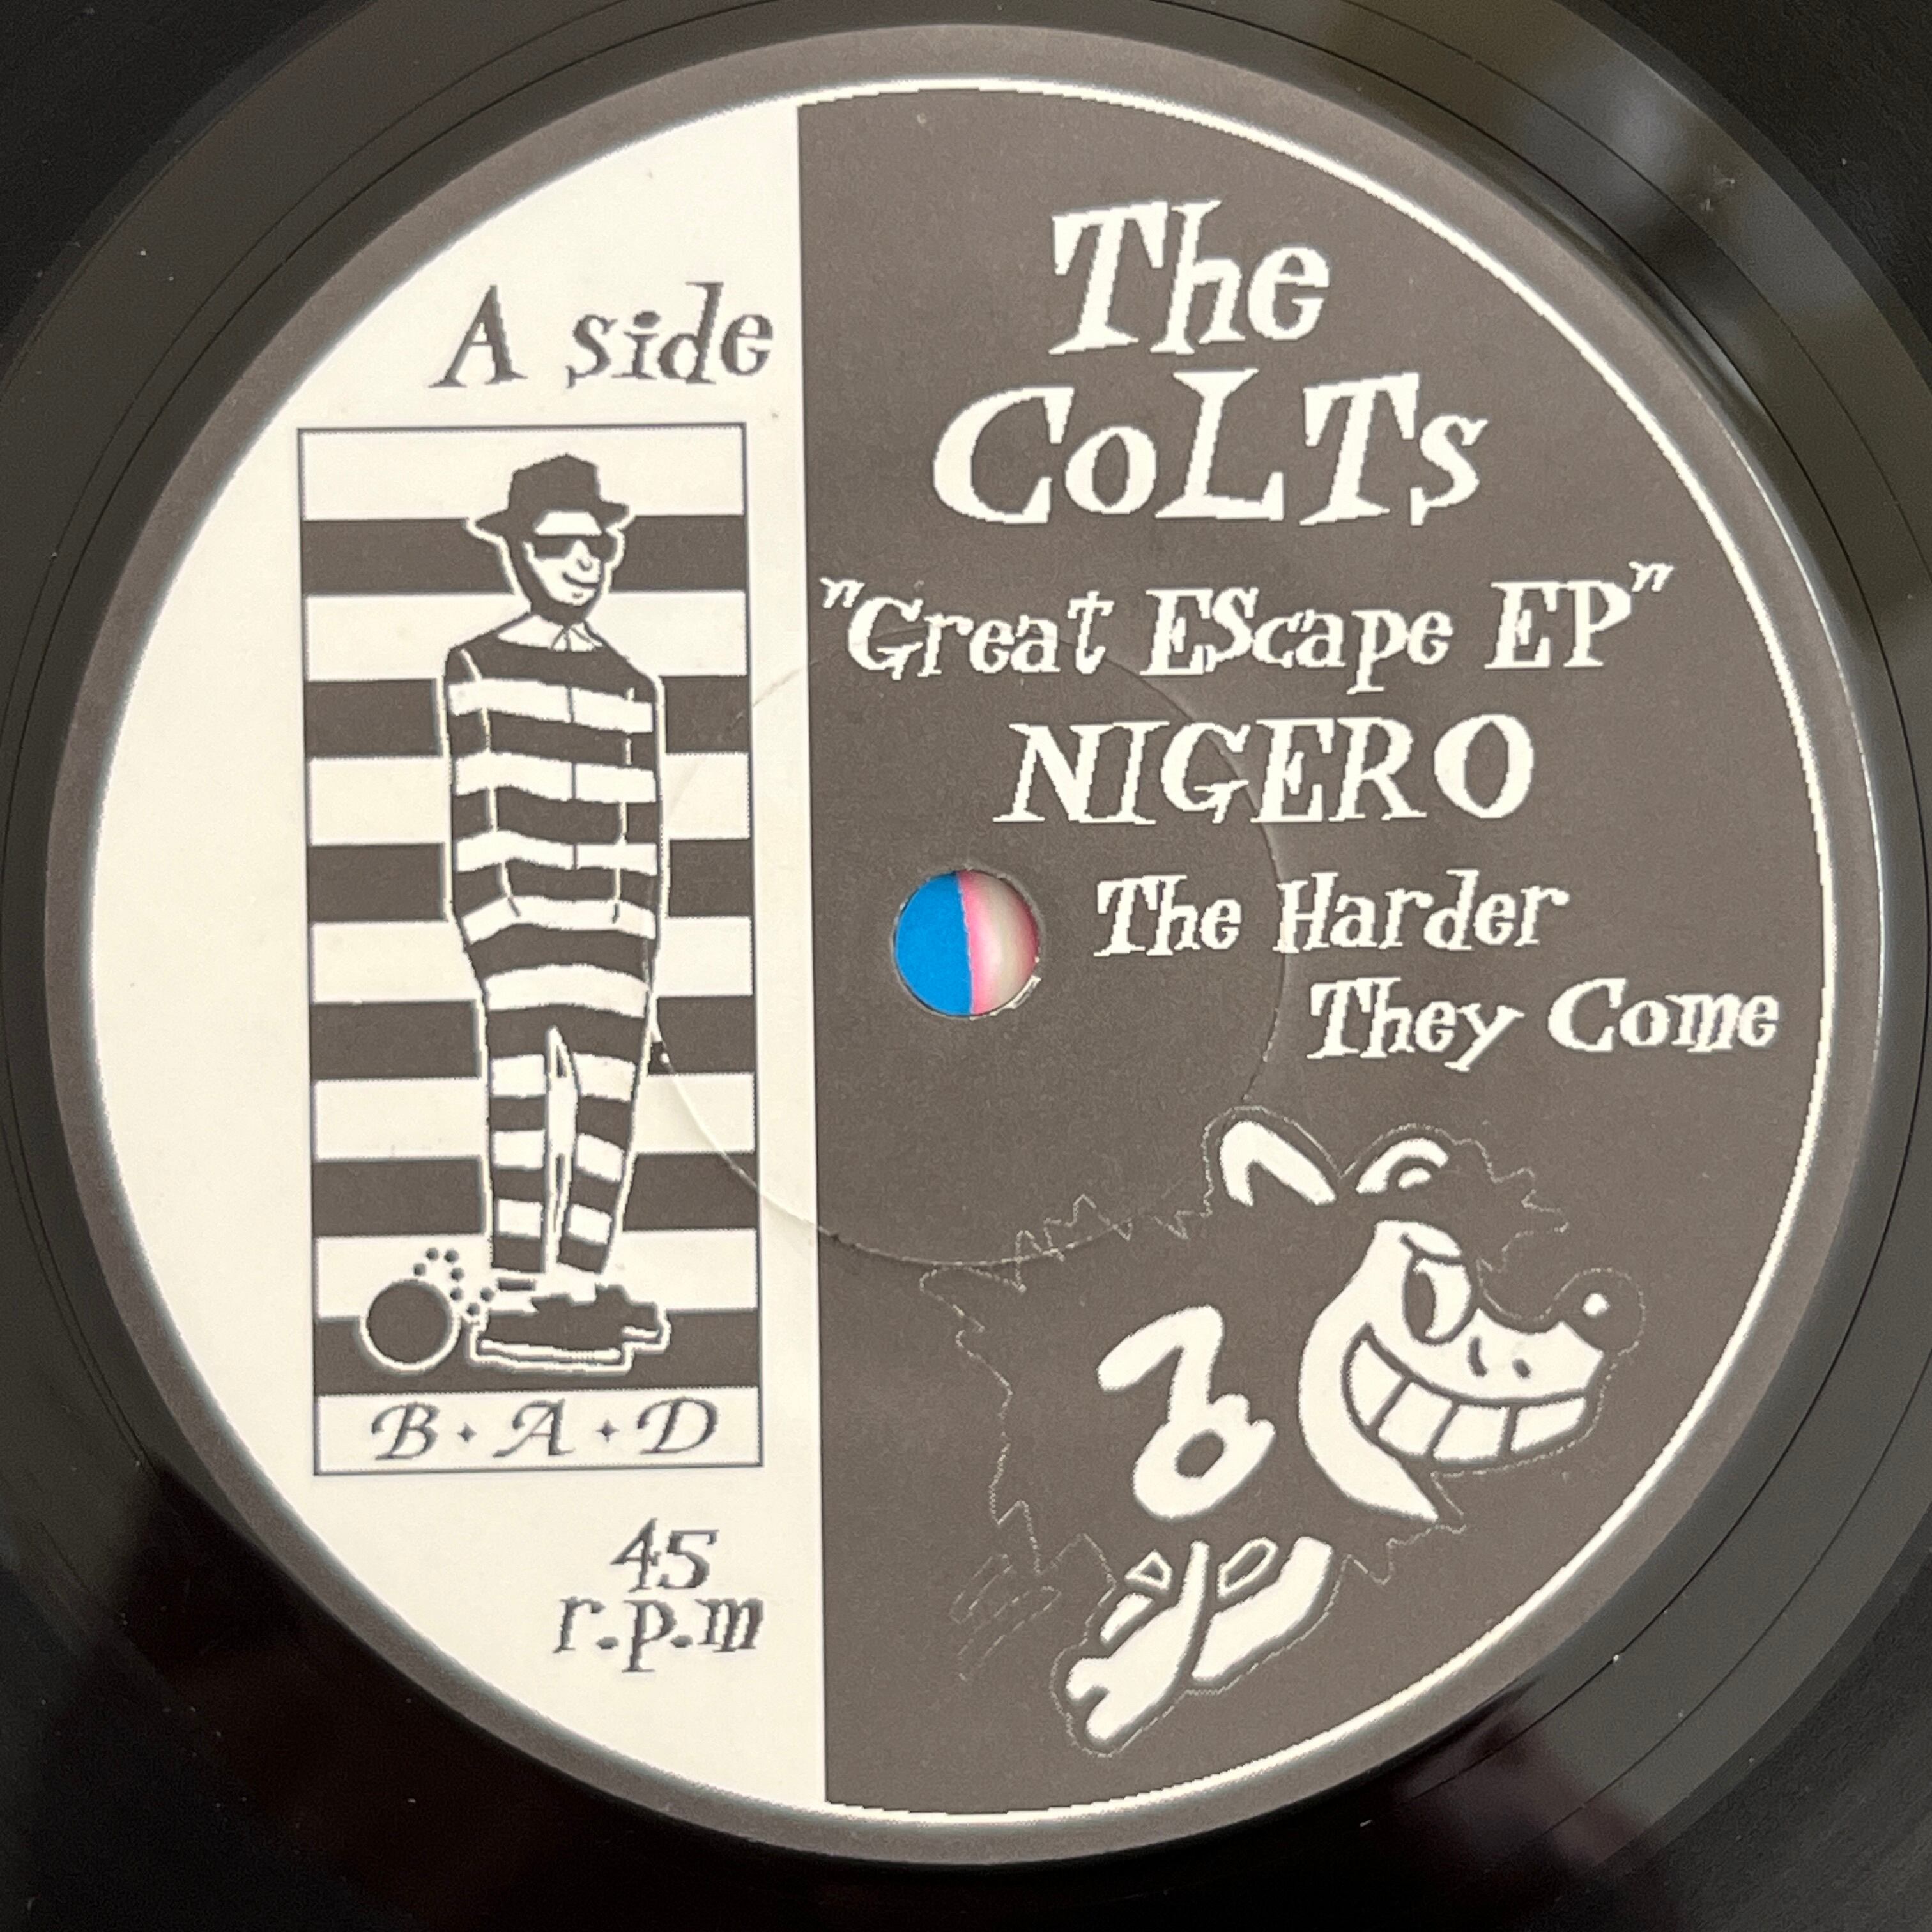 A side
B·A·D
45
r.p.m
The
CoLTs
"Great EScape EP"
NIGERO
The Harder
They Come